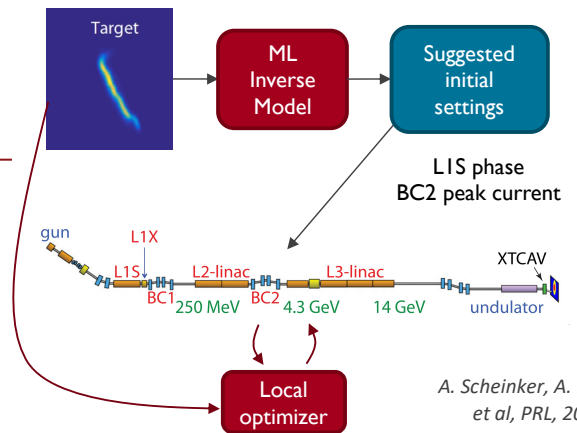 Target
ML
Inverse
Model
Suggested
initial
settings
L1S phase
BC2 peak current
gun
L1X
L1S
BC1
L2-linac
250 MeV
BC2
4.3 GeV
L3-linac
14 GeV
XTCAV
undulator
Local
optimizer
A. Scheinker, A.
et al, PRL, 20